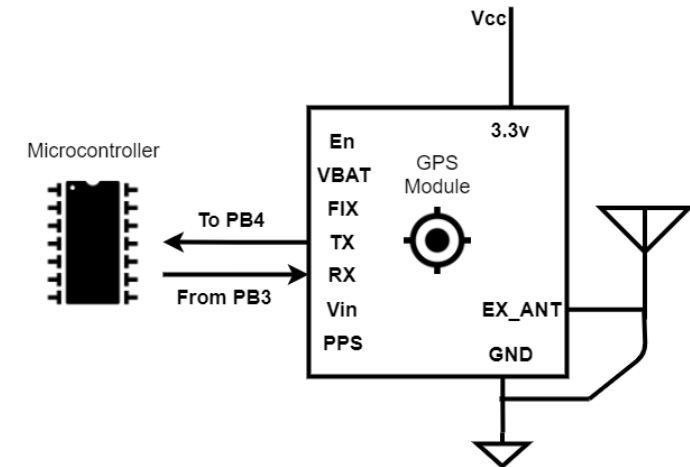 Vcc
3.3v
Microcontroller
En
VBAT
FIX
TX
RX
Vin
PPS
GPS
Module
To PB4
From PB3
EX_ANT
GND